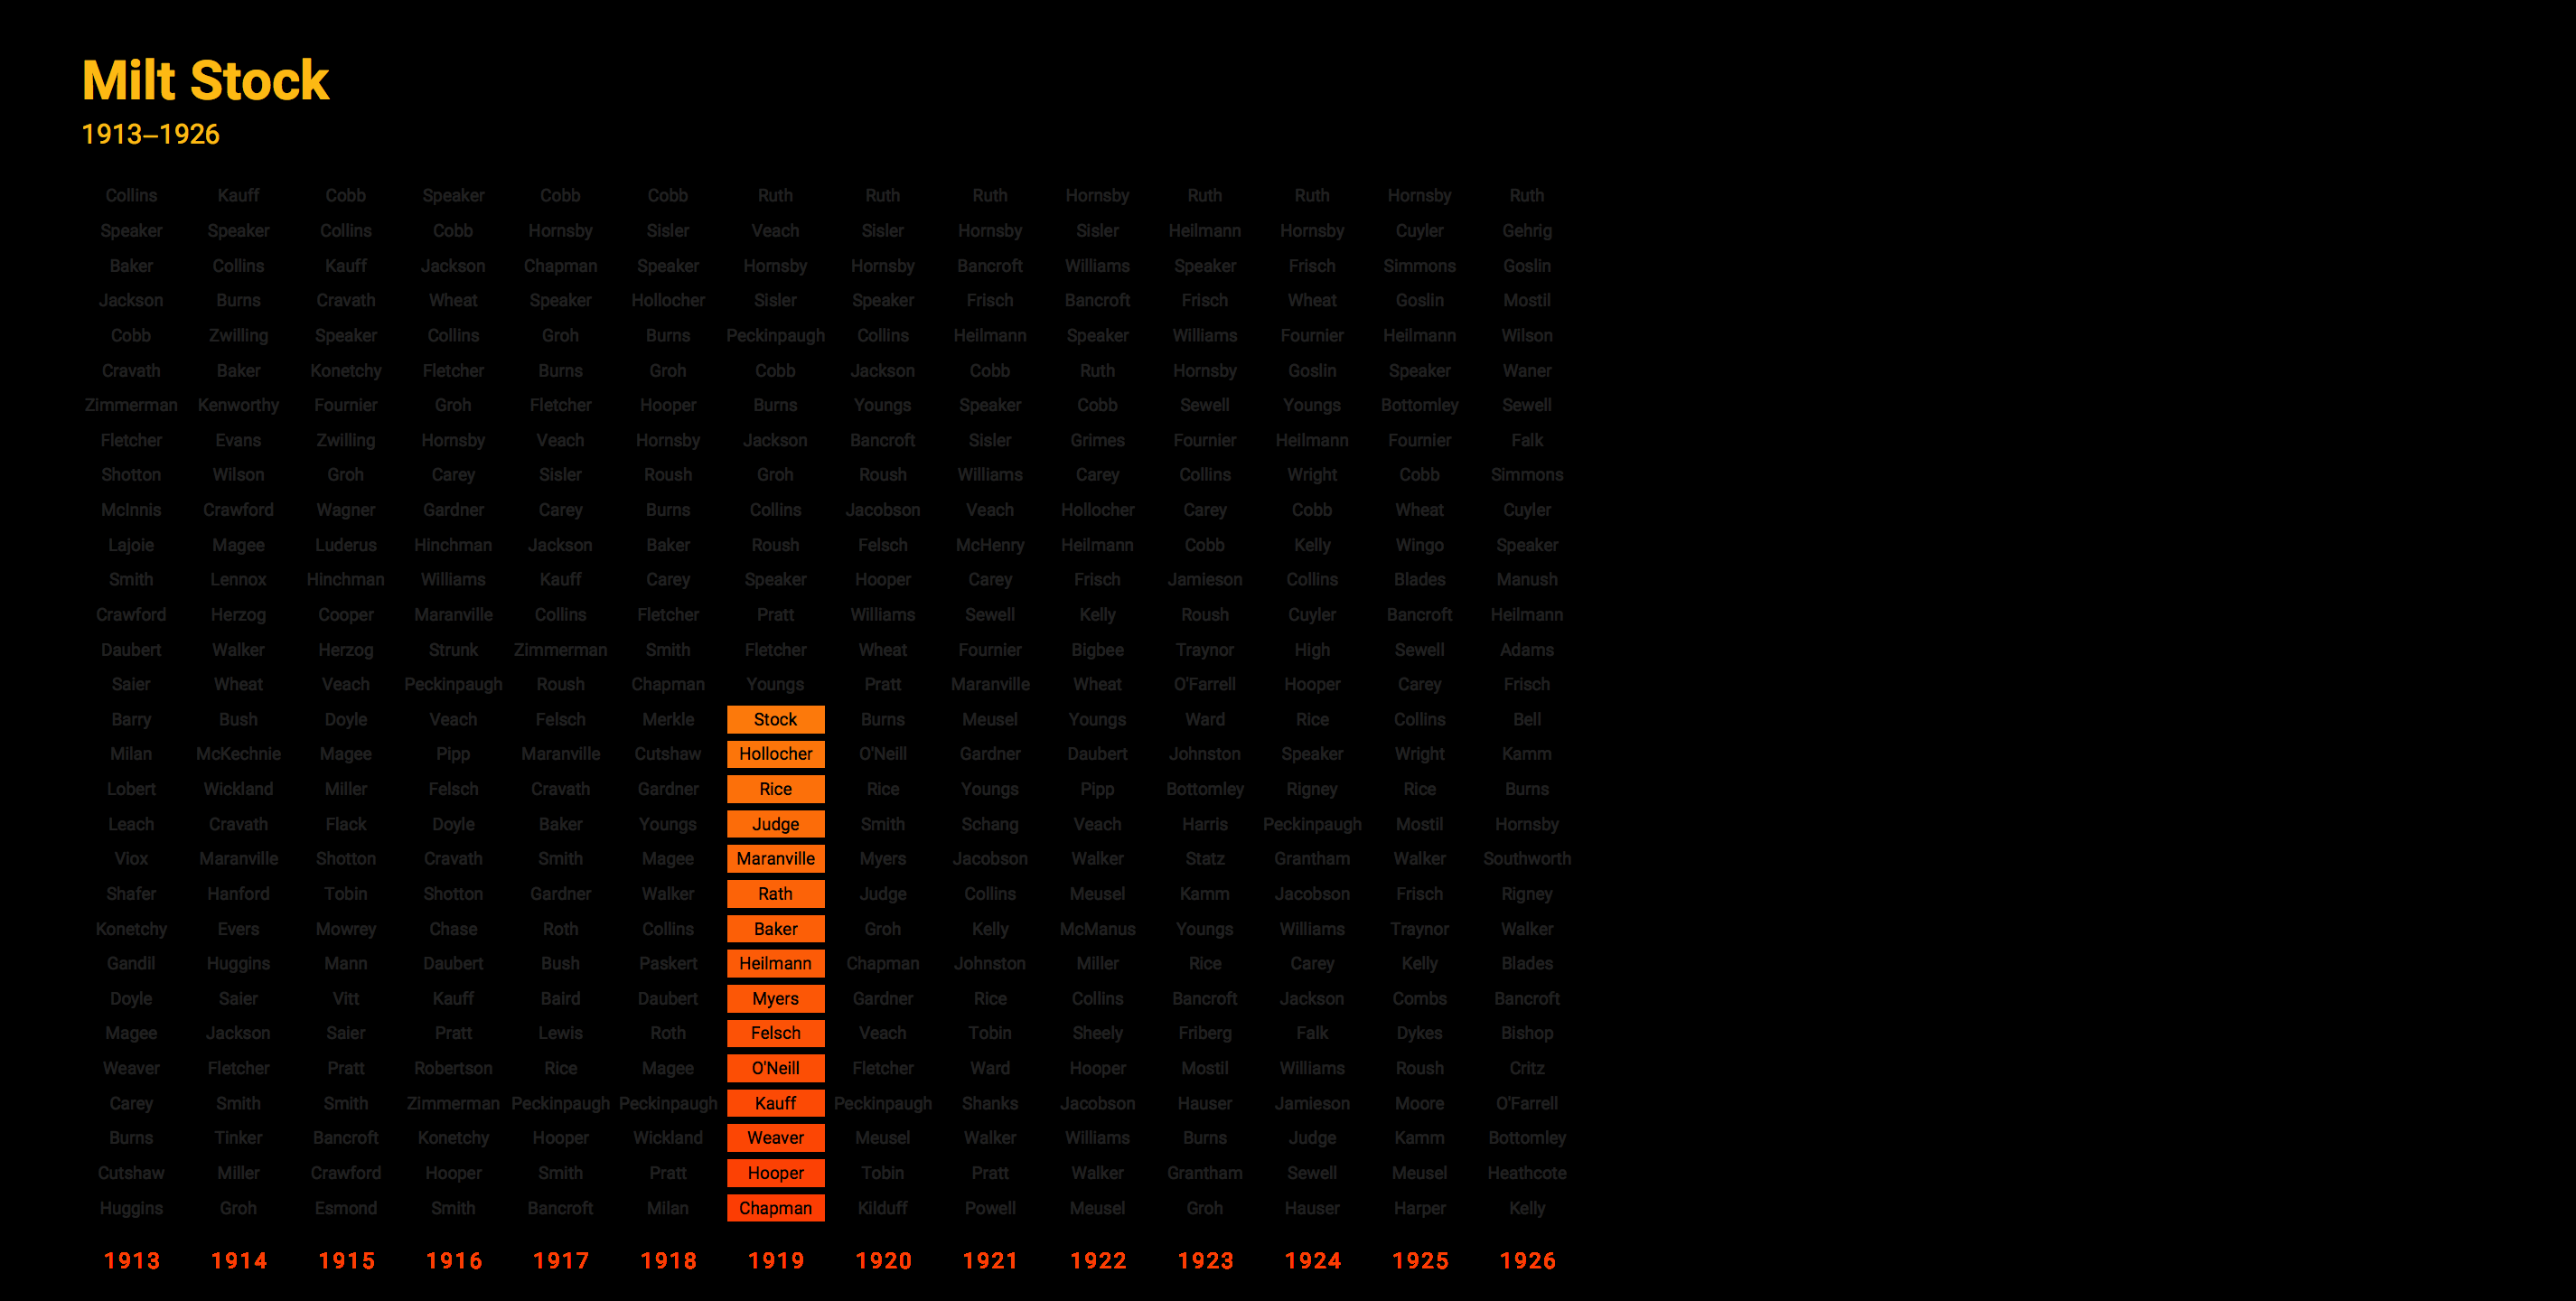 Milt Stock
1913–1926
Collins Kauff Cobb Speaker Cobb Cobb Ruth Ruth Ruth Hornsby Ruth Ruth Hornsby Ruth
Speaker Speaker Collins Cobb Hornsby Sisler Veach Sisler Hornsby Sisler Heilmann Hornsby Cuyler Gehrig
Baker Collins Kauff Jackson Chapman Speaker Hornsby Hornsby Bancroft Williams Speaker Frisch Simmons Goslin
Jackson Burns Cravath Wheat Speaker Hollocher Sisler Speaker Frisch Bancroft Frisch Wheat Goslin Mostil
Cobb Zwilling Speaker Collins Groh Burns Peckinpaugh Collins Heilmann Speaker Williams Fournier Heilmann Wilson
Cravath Baker Konetchy Fletcher Burns Groh Cobb Jackson Cobb Ruth Hornsby Goslin Speaker Waner
Zimmerman Kenworthy Fournier Groh Fletcher Hooper Burns Youngs Speaker Cobb Sewell Youngs Bottomley Sewell
Fletcher Evans Zwilling Hornsby Veach Hornsby Jackson Bancroft Sisler Grimes Fournier Heilmann Fournier Falk
Shotton Wilson Groh Carey Sisler Roush Groh Roush Williams Carey Collins Wright Cobb Simmons
McInnis Crawford Wagner Gardner Carey Burns Collins Jacobson Veach Hollocher Carey Cobb Wheat Cuyler
Lajoie Magee Luderus Hinchman Jackson Baker Roush Felsch McHenry Heilmann Cobb Kelly Wingo Speaker
Smith Lennox Hinchman Williams Kauff Carey Speaker Hooper Carey Frisch Jamieson Collins Blades Manush
Crawford Herzog Cooper Maranville Collins Fletcher Pratt Williams Sewell Kelly Roush Cuyler Bancroft Heilmann
Daubert Walker Herzog Strunk Zimmerman Smith Fletcher Wheat Fournier Bigbee Traynor High Sewell Adams
Saier Wheat Veach Peckinpaugh Roush Chapman Youngs Pratt Maranville Wheat O'Farrell Hooper Carey Frisch
Barry Bush Doyle Veach Felsch Merkle Stock Burns Meusel Youngs Ward Rice Collins Bell
Milan McKechnie Magee Pipp Maranville Cutshaw Hollocher O'Neill Gardner Daubert Johnston Speaker Wright Kamm
Lobert Wickland Miller Felsch Cravath Gardner Rice Rice Youngs Pipp Bottomley Rigney Rice Burns
Leach Cravath Flack Doyle Baker Youngs Judge Smith Schang Veach Harris Peckinpaugh Mostil Hornsby
Viox Maranville Shotton Cravath Smith Magee Maranville Myers Jacobson Walker Statz Grantham Walker Southworth
Shafer Hanford Tobin Shotton Gardner Walker Rath Judge Collins Meusel Kamm Jacobson Frisch Rigney
Konetchy Evers Mowrey Chase Roth Collins Baker Groh Kelly McManus Youngs Williams Traynor Walker
Gandil Huggins Mann Daubert Bush Paskert Heilmann Chapman Johnston Miller Rice Carey Kelly Blades
Doyle Saier Vitt Kauff Baird Daubert Myers Gardner Rice Collins Bancroft Jackson Combs Bancroft
Magee Jackson Saier Pratt Lewis Roth Felsch Veach Tobin Sheely Friberg Falk Dykes Bishop
Weaver Fletcher Pratt Robertson Rice Magee O'Neill Fletcher Ward Hooper Mostil Williams Roush Critz
Carey Smith Smith Zimmerman Peckinpaugh Peckinpaugh Kauff Peckinpaugh Shanks Jacobson Hauser Jamieson Moore O'Farrell
Burns Tinker Bancroft Konetchy Hooper Wickland Weaver Meusel Walker Williams Burns Judge Kamm Bottomley
Cutshaw Miller Crawford Hooper Smith Pratt Hooper Tobin Pratt Walker Grantham Sewell Meusel Heathcote
Huggins Groh Esmond Smith Bancroft Milan Chapman Kilduff Powell Meusel Groh Hauser Harper Kelly
1913 1914 1915 1916 1917 1918 1919 1920 1921 1922 1923 1924 1925 1926